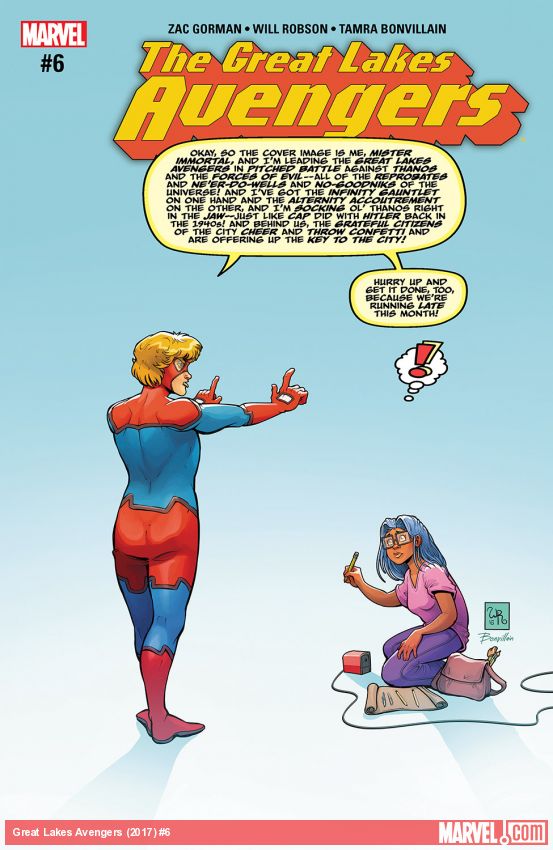 ZAC GORMAN • WILL ROBSON • TAMRA BONVILLAIN
MARVEL
#6
The Great Lakes
Avengers
OKAY, SO THE COVER IMAGE IS ME, MISTER
IMMORTAL, AND I'M LEADING THE GREAT LAKES
AVENGERS IN PITCHED BATTLE AGAINST THANOS
AND THE FORCES OF EVIL--ALL OF THE REPROBATES
AND NE'ER-DO-WELLS AND NO-GOODNIKS OF THE
UNIVERSE! AND I'VE GOT THE INFINITY GAUNTLET
ON ONE HAND AND THE ALTERNITY ACCOUTREMENT
ON THE OTHER, AND I'M SOCKING OL' THANOS RIGHT
IN THE JAW--JUST LIKE CAP DID WITH HITLER BACK IN
THE 1940s! AND BEHIND US, THE GRATEFUL CITIZENS
OF THE CITY CHEER AND THROW CONFETTI AND
ARE OFFERING UP THE KEY TO THE CITY!
HURRY UP AND
GET IT DONE, TOO,
BECAUSE WE'RE
RUNNING LATE
THIS MONTH!
!
WR
Bonvillain
Great Lakes Avengers (2017) #6
MARVEL.com